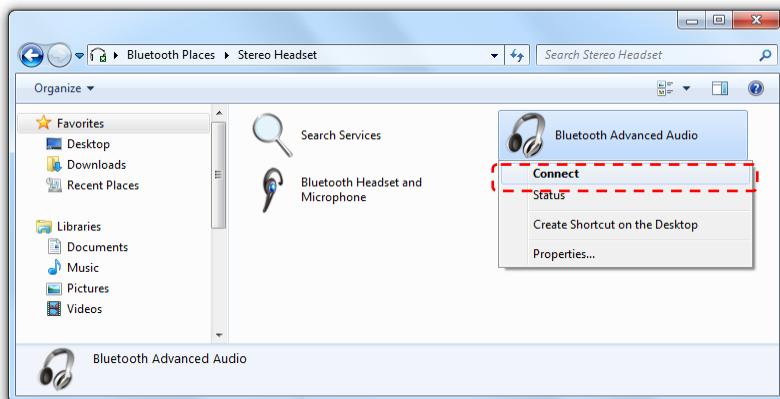 Bluetooth Places Stereo Headset
Search Stereo Headset
Organize
Favorites
Desktop
Downloads
Recent Places
Libraries
Documents
Music
Pictures
Videos
Search Services
Bluetooth Advanced Audio
Bluetooth Headset and
Microphone
Connect
Status
Create Shortcut on the Desktop
Properties...
Bluetooth Advanced Audio